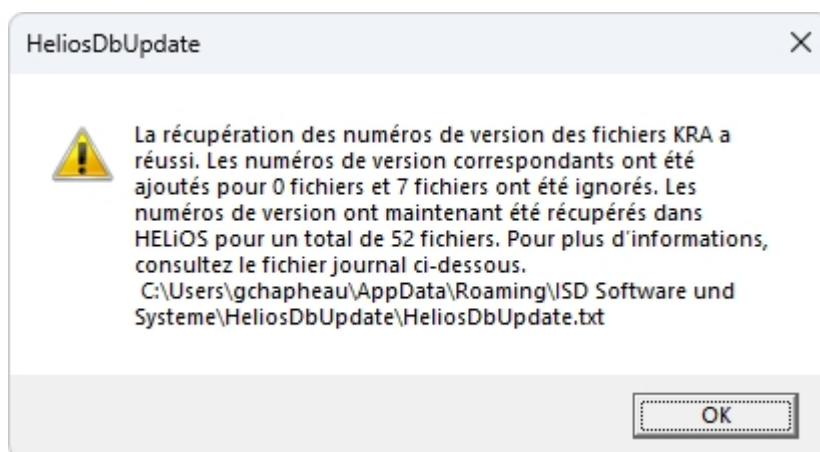 HeliosDbUpdate
La récupération des numéros de version des fichiers KRA a
réussi. Les numéros de version correspondants ont été
ajoutés pour 0 fichiers et 7 fichiers ont été ignorés. Les
numéros de version ont maintenant été récupérés dans
HELiOS pour un total de 52 fichiers. Pour plus d'informations,
consultez le fichier journal ci-dessous.
C:\Users\gchapheau\AppData\Roaming\ISD Software und
Systeme\HeliosDbUpdate\HeliosDbUpdate.txt
OK